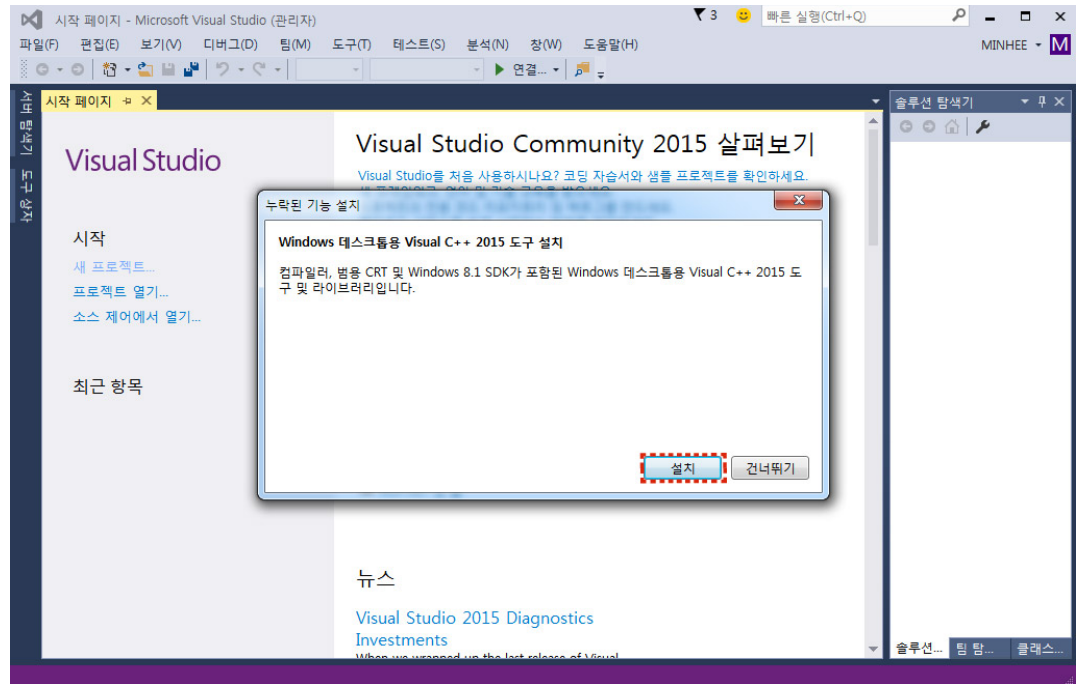 시작 페이지 - Microsoft Visual Studio (관리자)
3
빠른 실행(Ctrl+Q)
파일(F) 편집(E) 보기(V) 디버그(D) 팀(M) 도구(T) 테스트(S) 분석(N) 창(W) 도움말(H)
MINHEE M
연결...
서버 탐색기
도구 상자
시작 페이지
솔루션 탐색기
Visual Studio
시작
새 프로젝트...
프로젝트 열기...
소스 제어에서 열기...
최근 항목
Visual Studio Community 2015 살펴보기
Visual Studio를 처음 사용하시나요? 코딩 자습서와 샘플 프로젝트를 확인하세요.
누락된 기능 설치
Windows 데스크톱용 Visual C++ 2015 도구 설치
컴파일러, 범용 CRT 및 Windows 8.1 SDK가 포함된 Windows 데스크톱용 Visual C++ 2015 도
구 및 라이브러리입니다.
설치 건너뛰기
뉴스
Visual Studio 2015 Diagnostics
Investments
When we wrapped up the last release of Visual
솔루션... 팀 탐... 클래스...